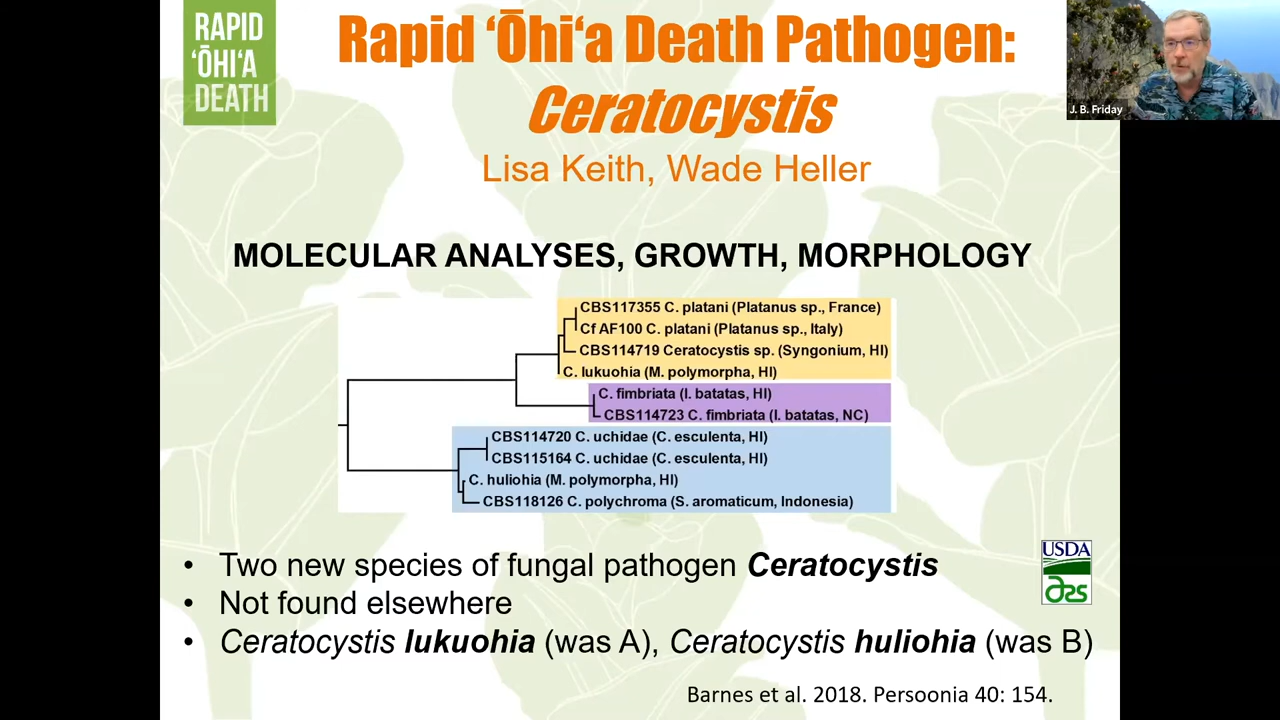 RAPID
‘ŌHI‘A
DEATH
Rapid ‘Ōhi‘a Death Pathogen:
Ceratocystis
Lisa Keith, Wade Heller
J. B. Friday
MOLECULAR ANALYSES, GROWTH, MORPHOLOGY
CBS117355 C. platani (Platanus sp., France)
Cf AF100 C. platani (Platanus sp., Italy)
CBS114719 Ceratocystis sp. (Syngonium, HI)
C. lukuohia (M. polymorpha, HI)
C. fimbriata (I. batatas, HI)
CBS114723 C. fimbriata (I. batatas, NC)
CBS114720 C. uchidae (C. esculenta, HI)
CBS115164 C. uchidae (C. esculenta, HI)
C. huliohia (M. polymorpha, HI)
CBS118126 C. polychroma (S. aromaticum, Indonesia)
• Two new species of fungal pathogen Ceratocystis
• Not found elsewhere
• Ceratocystis lukuohia (was A), Ceratocystis huliohia (was B)
USDA
ars
Barnes et al. 2018. Persoonia 40: 154.